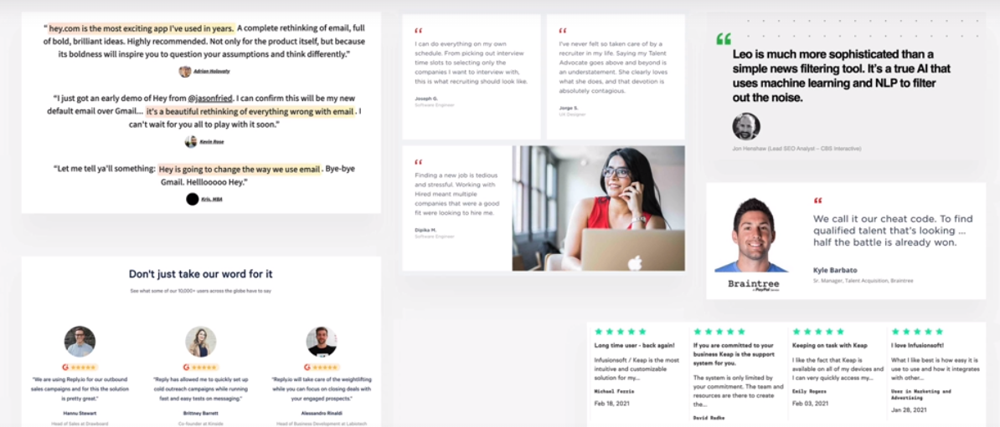 “ hey.com is the most exciting app I've used in years. A complete rethinking of email, full
of bold, brilliant ideas. Highly recommended. Not only for the product itself, but because
its boldness will inspire you to question your assumptions and think differently.”
Adrian Holovaty
“I just got an early demo of Hey from @jasonfried. I can confirm this will be my new
default email over Gmail... it's a beautiful rethinking of everything wrong with email . I
can't wait for you all to play with it soon.”
Kevin Rose
“Let me tell ya'll something: Hey is going to change the way we use email . Bye-bye
Gmail. Hellloooo Hey.”
Kris, MBA
Don't just take our word for it
See what some of our 10,000+ users across the globe have to say
G
“We are using Reply.io for our outbound
sales campaigns and for this the solution
is pretty great.”
Hannu Stewart
Head of Sales at Drawboard
G
“Reply has allowed me to quickly set up
cold outreach campaigns while running
fast and easy tests on messaging.”
Brittney Barrett
Co-founder at Kinside
G
“Reply.io will take care of the weightlifting
while you can focus on closing deals with
your engaged prospects.”
Alessandro Rinaldi
Head of Business Development at Labiotech
“
I can do everything on my own
schedule. From picking out interview
time slots to selecting only the
companies I want to interview with,
this is what recruiting should look like.
Joseph G.
Software Engineer
“
I've never felt so taken care of by a
recruiter in my life. Saying my Talent
Advocate goes above and beyond is
an understatement. She clearly loves
what she does, and that devotion is
absolutely contagious.
Jorge S.
UX Designer
“
Finding a new job is tedious
and stressful. Working with
Hired meant multiple
companies that were a good
fit were looking to hire me.
Dipika M.
Software Engineer
“
Leo is much more sophisticated than a
simple news filtering tool. It's a true AI that
uses machine learning and NLP to filter
out the noise.
Jon Henshaw (Lead SEO Analyst – CBS Interactive)
“
We call it our cheat code. To find
qualified talent that's looking ...
half the battle is already won.
Kyle Barbato
Sr. Manager, Talent Acquisition, Braintree
Braintree
A PayPal Service
Long time user - back again!
Infusionsoft / Keap is the most
intuitive and customizable
solution for my...
Michael Ferris
Feb 18, 2021
If you are committed to your
business Keap is the support
system for you.
The system is only limited by
your commitment. The team and
resources are there to create
the...
David Radke
Keeping on task with Keap
I like the fact that Keap is
available on all of my devices and
I can very quickly access my...
Emily Rogers
Feb 03, 2021
I love Infusionsoft!
What I like best is how easy it is
to use and how it integrates
with other...
User in Marketing and
Advertising
Jan 28, 2021